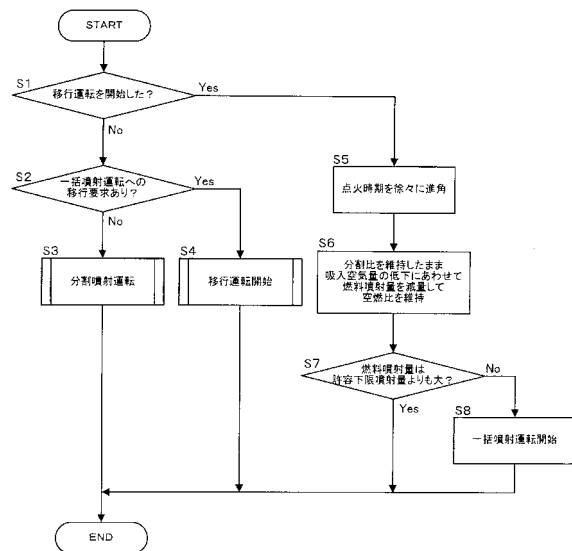 START
S1
移行運転を開始した?
Yes
No
S2
一括噴射運転への
移行要求あり?
Yes
No
S3
分割噴射運転
S4
移行運転開始
S5
点火時期を徐々に進角
S6
分割比を維持したまま
吸入空気量の低下にあわせて
燃料噴射量を減量して
空燃比を維持
S7
燃料噴射量は
許容下限噴射量よりも大?
No
Yes
S8
一括噴射運転開始
END